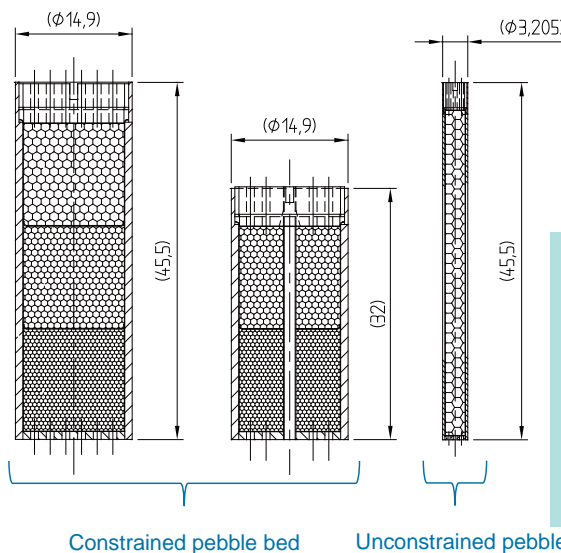 (Φ14,9)
(Φ3,205
(Φ14,9)
(45,5)
(32)
(45,5)
Constrained pebble bed
Unconstrained pebble